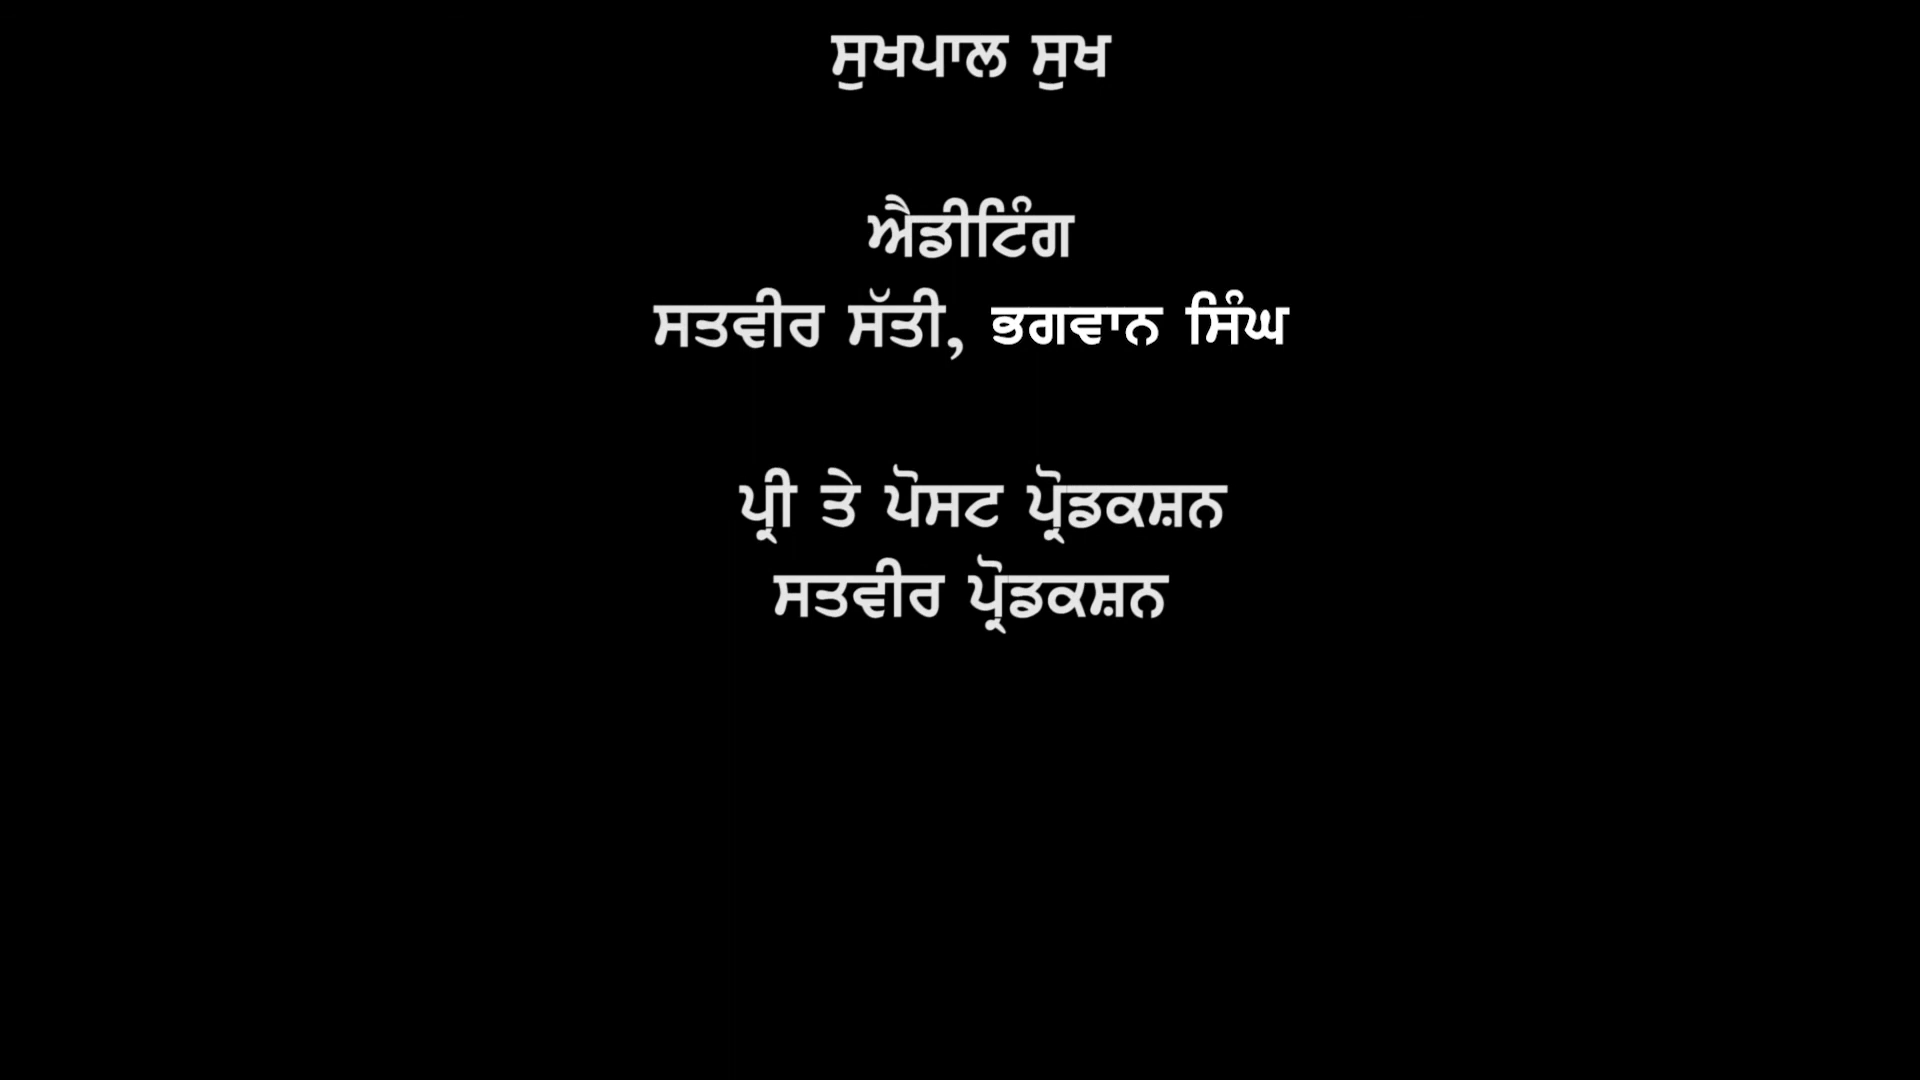 ਸੁਖਪਾਲ ਸੁਖ
ਐਡੀਟਿੰਗ
ਸਤਵੀਰ ਸੱਤੀ, ਭਗਵਾਨ ਸਿੰਘ
ਪ੍ਰੀ ਤੇ ਪੋਸਟ ਪ੍ਰੋਡਕਸ਼ਨ
ਸਤਵੀਰ ਪ੍ਰੋਡਕਸ਼ਨ